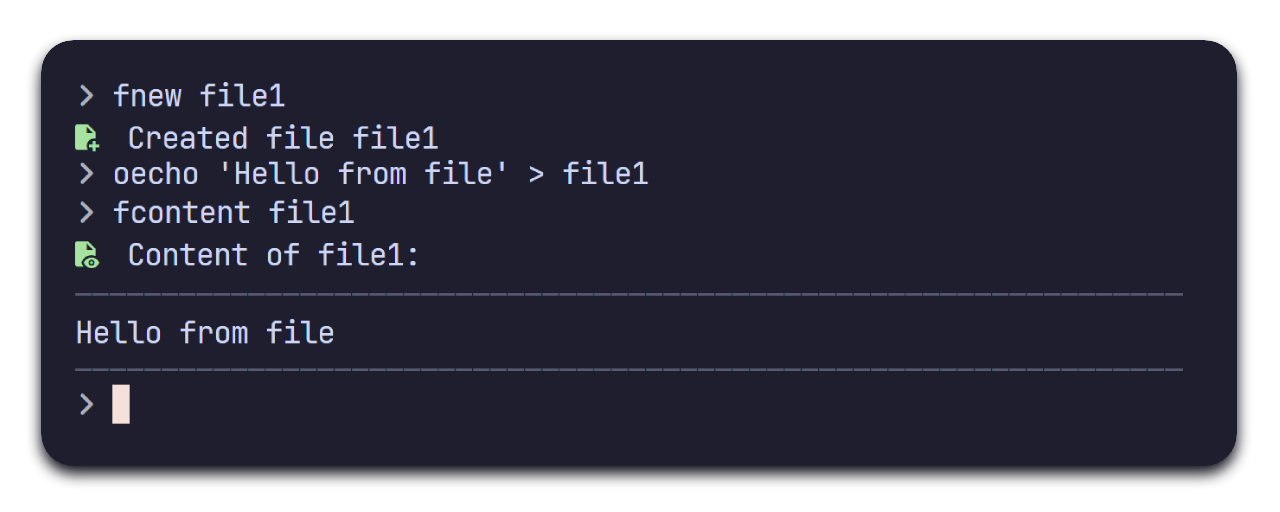 > fnew file1
Created file file1
> oecho 'Hello from file' > file1
> fcontent file1
Content of file1:
Hello from file
>